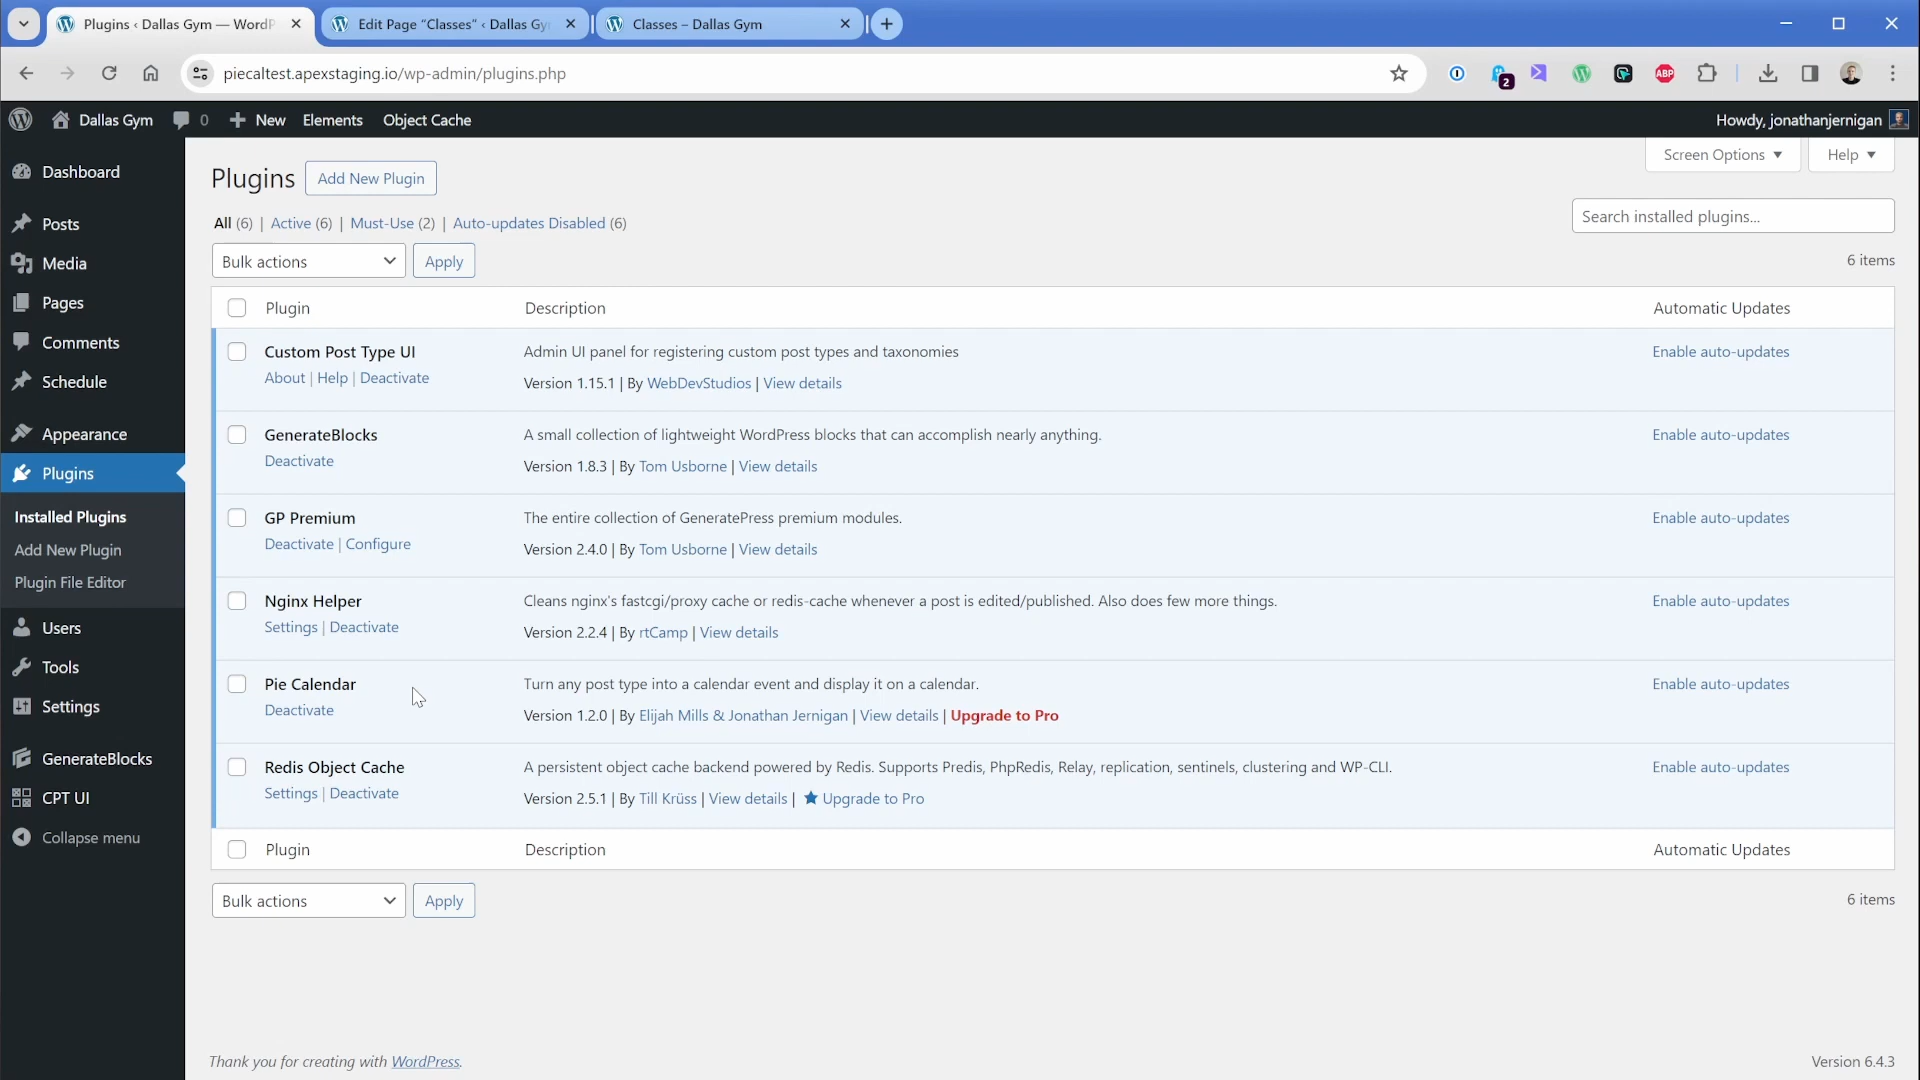 Plugins ‹ Dallas Gym — WordP
Edit Page “Classes” ‹ Dallas Gy
Classes – Dallas Gym
piecaltest.apexstaging.io/wp-admin/plugins.php
2
ABP
Dallas Gym
0
New
Elements
Object Cache
Howdy, jonathanjernigan
Dashboard
Posts
Media
Pages
Comments
Schedule
Appearance
Plugins
Installed Plugins
Add New Plugin
Plugin File Editor
Users
Tools
Settings
GenerateBlocks
CPT UI
Collapse menu
Screen Options
Help
Plugins
Add New Plugin
All (6) | Active (6) | Must-Use (2) | Auto-updates Disabled (6)
Search installed plugins...
Bulk actions
Apply
6 items
Plugin
Description
Automatic Updates
Custom Post Type UI
Admin UI panel for registering custom post types and taxonomies
Enable auto-updates
About | Help | Deactivate
Version 1.15.1 | By WebDevStudios | View details
GenerateBlocks
A small collection of lightweight WordPress blocks that can accomplish nearly anything.
Enable auto-updates
Deactivate
Version 1.8.3 | By Tom Usborne | View details
GP Premium
The entire collection of GeneratePress premium modules.
Enable auto-updates
Deactivate | Configure
Version 2.4.0 | By Tom Usborne | View details
Nginx Helper
Cleans nginx's fastcgi/proxy cache or redis-cache whenever a post is edited/published. Also does few more things.
Enable auto-updates
Settings | Deactivate
Version 2.2.4 | By rtCamp | View details
Pie Calendar
Turn any post type into a calendar event and display it on a calendar.
Enable auto-updates
Deactivate
Version 1.2.0 | By Elijah Mills & Jonathan Jernigan | View details | Upgrade to Pro
Redis Object Cache
A persistent object cache backend powered by Redis. Supports Predis, PhpRedis, Relay, replication, sentinels, clustering and WP-CLI.
Enable auto-updates
Settings | Deactivate
Version 2.5.1 | By Till Krüss | View details | ★ Upgrade to Pro
Plugin
Description
Automatic Updates
Bulk actions
Apply
6 items
Thank you for creating with WordPress.
Version 6.4.3